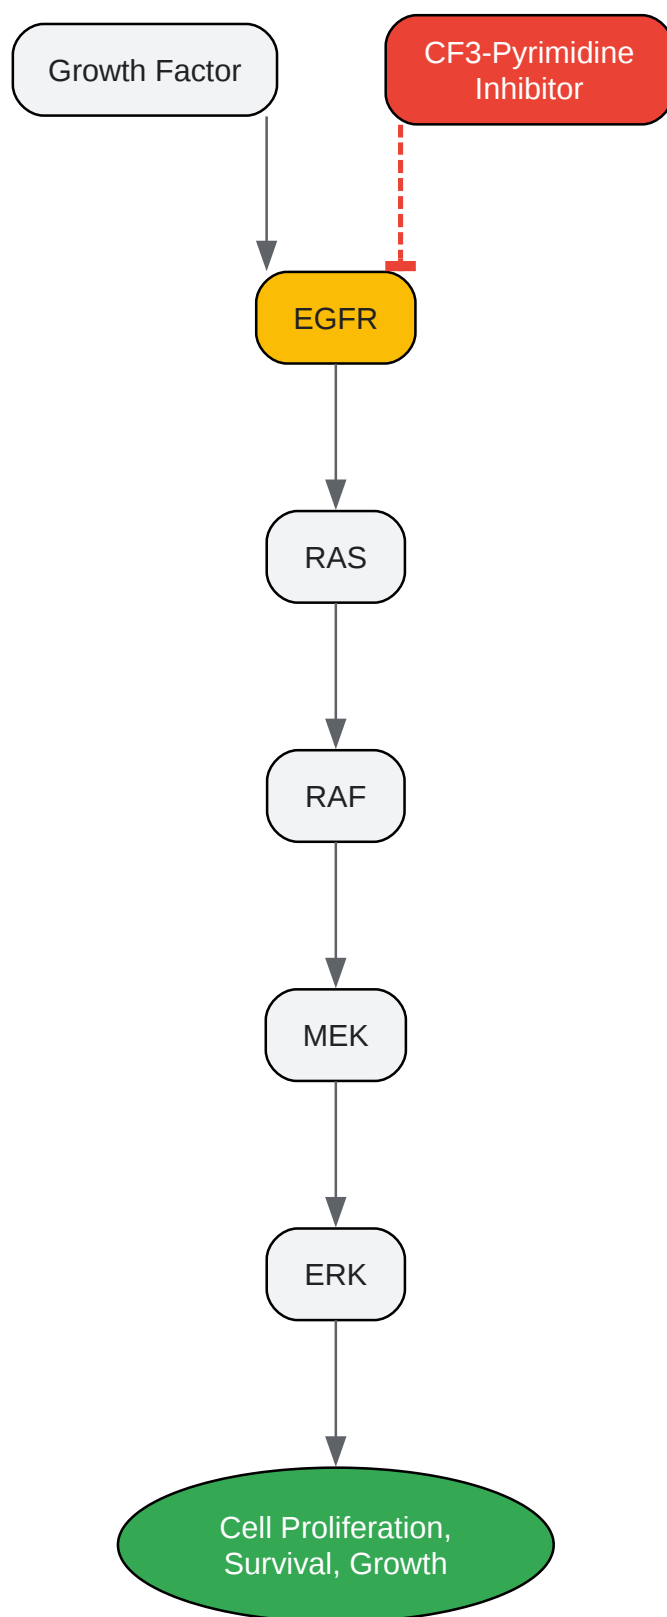 Growth Factor
CF3-Pyrimidine
Inhibitor
EGFR
RAS
RAF
MEK
ERK
Cell Proliferation,
Survival, Growth